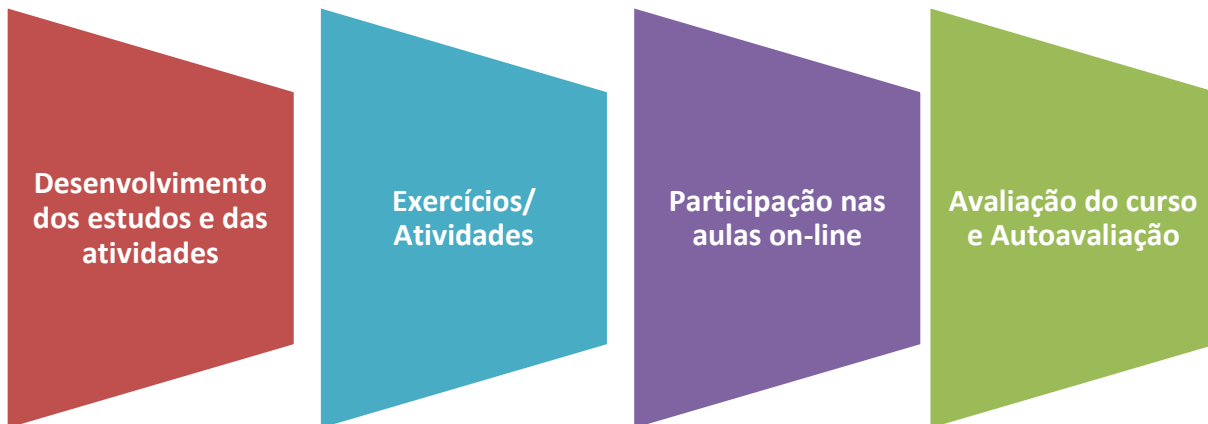 Desenvolvimento
dos estudos e das
atividades
Exercícios/
Atividades
Participação nas
aulas on-line
Avaliação do curso
e Autoavaliação